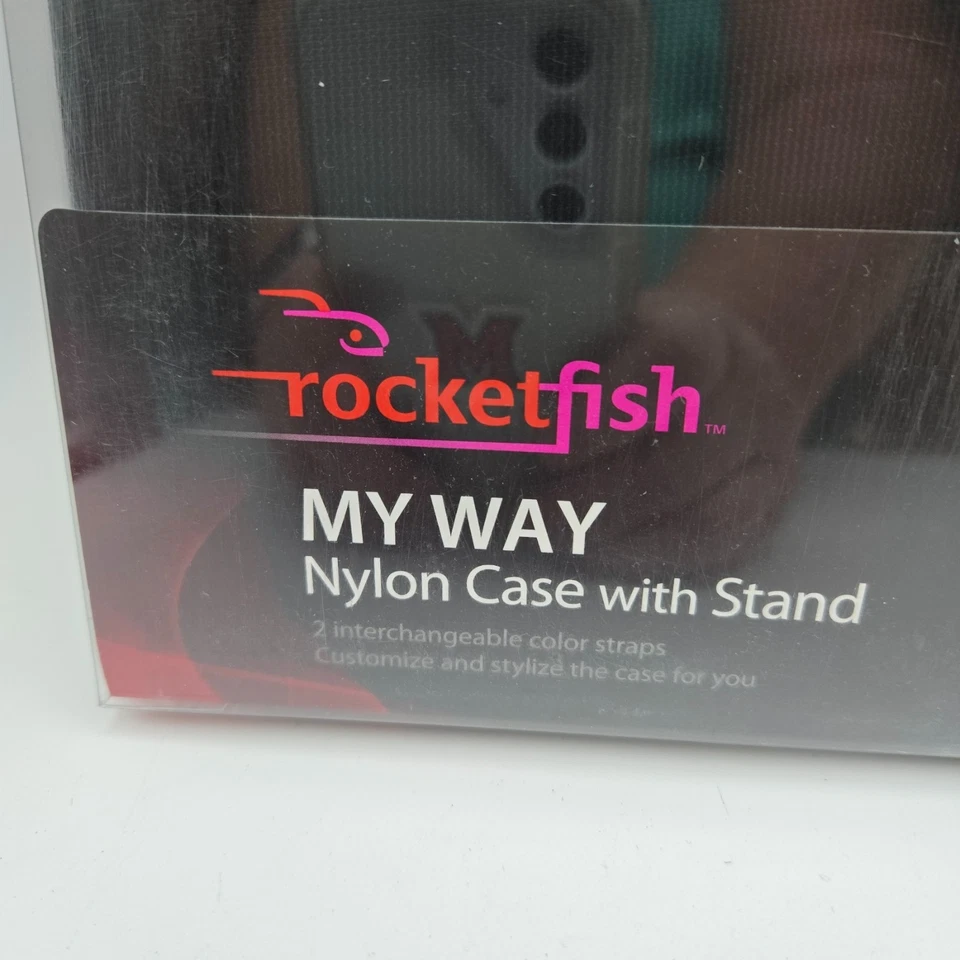 M
rocketfish™
MY WAY
Nylon Case with Stand
2 interchangeable color straps
Customize and stylize the case for you